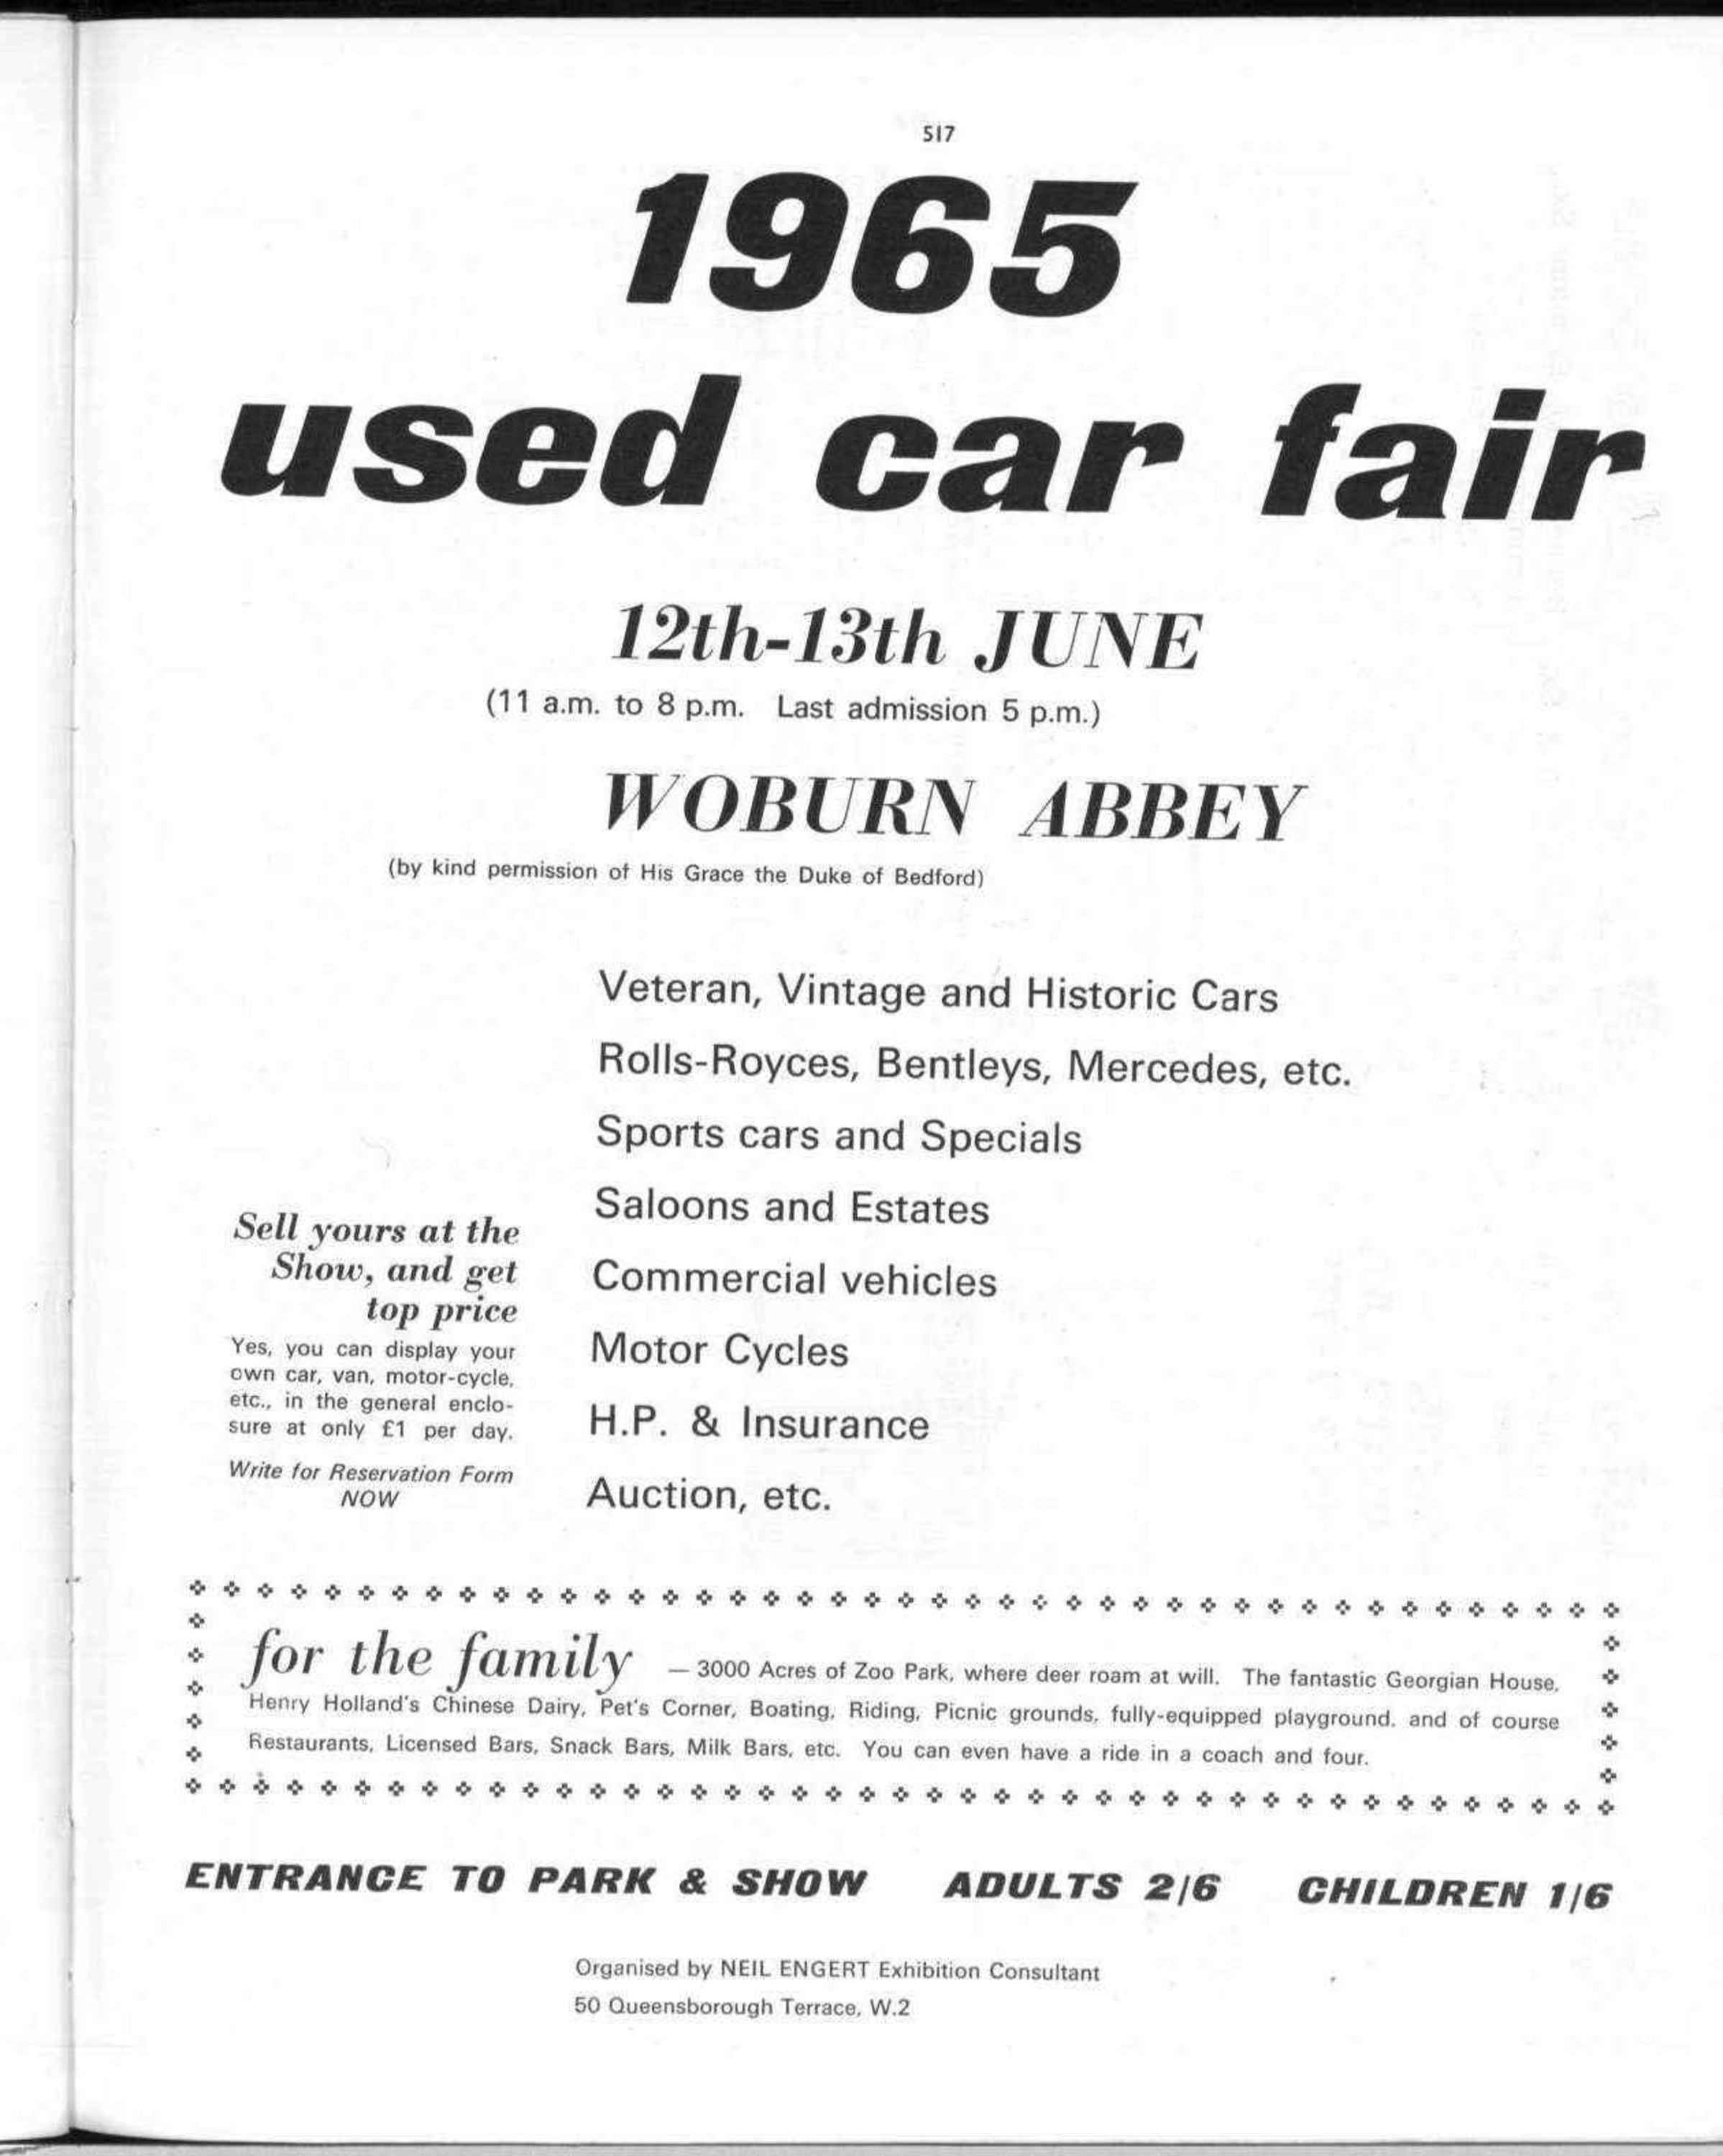 517
1965
used car fair
12th-13th JUNE
(11 a.m. to 8 p.m. Last admission 5 p.m.)
WOBURN ABBEY
(by kind permission of His Grace the Duke of Bedford)
Veteran, Vintage and Historic Cars
Rolls-Royces, Bentleys, Mercedes, etc.
Sports cars and Specials
Saloons and Estates
Commercial vehicles
Motor Cycles
H.P. & Insurance
Auction, etc.
Sell yours at the
Show, and get
top price
Yes, you can display your
own car, van, motor-cycle,
etc., in the general enclo-
sure at only £1 per day.
Write for Reservation Form
NOW
for the family — 3000 Acres of Zoo Park, where deer roam at will. The fantastic Georgian House,
Henry Holland's Chinese Dairy, Pet's Corner, Boating, Riding, Picnic grounds, fully-equipped playground, and of course
Restaurants, Licensed Bars, Snack Bars, Milk Bars, etc. You can even have a ride in a coach and four.
ENTRANCE TO PARK & SHOW ADULTS 2/6 CHILDREN 1/6
Organised by NEIL ENGERT Exhibition Consultant
50 Queensborough Terrace, W.2